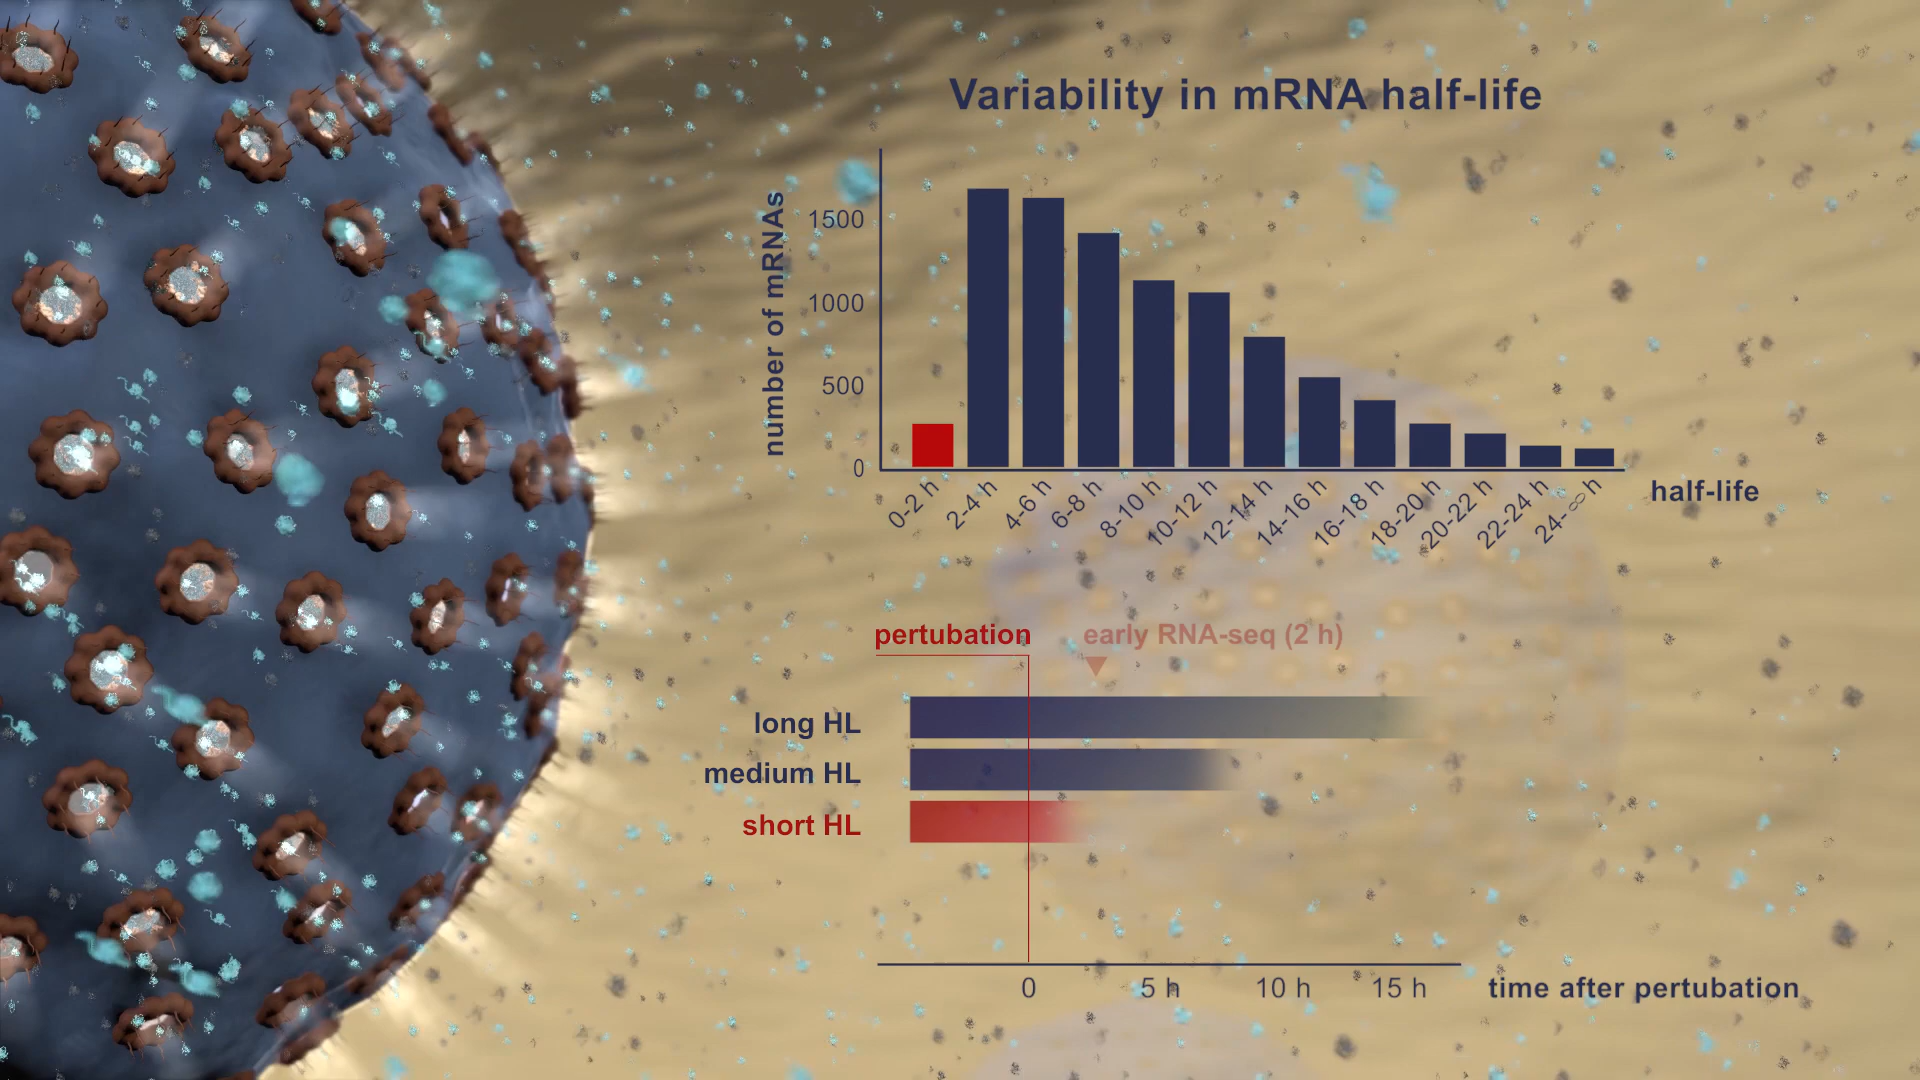 Variability in mRNA half-life
number of mRNAs
1500
1000
500
0
0-2 h
2-4 h
4-6 h
6-8 h
8-10 h
10-12 h
12-14 h
14-16 h
16-18 h
18-20 h
20-22 h
22-24 h
24-∞ h
half-life
pertubation
early RNA-seq (2 h)
long HL
medium HL
short HL
0
5 h
10 h
15 h
time after pertubation